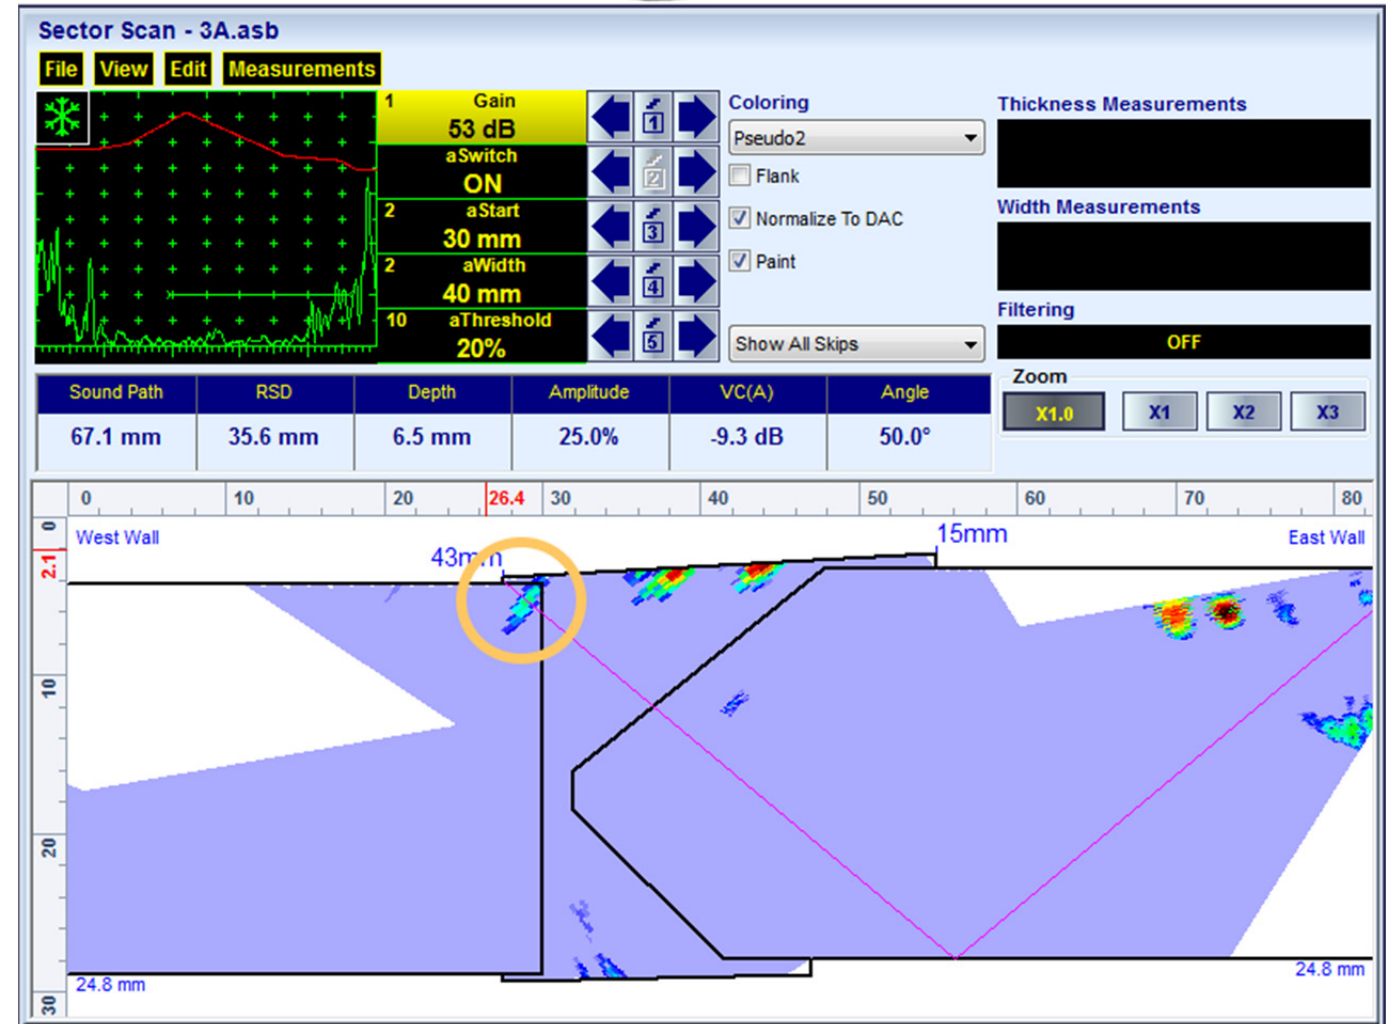 Sector Scan - 3A.asb
File View Edit Measurements
1 Gain
53 dB
aSwitch
ON
2 aStart
30 mm
2 aWidth
40 mm
10 aThreshold
20%
1
2
3
4
5
Coloring
Pseudo2
Flank
Normalize To DAC
Paint
Show All Skips
Thickness Measurements
Width Measurements
Filtering
OFF
Zoom
X1.0 X1 X2 X3
Sound Path RSD Depth Amplitude VC(A) Angle
67.1 mm 35.6 mm 6.5 mm 25.0% -9.3 dB 50.0°
0 10 20 26.4 30 40 50 60 70 80
0
2.1
10
20
30
West Wall
43mm
15mm
East Wall
24.8 mm
24.8 mm